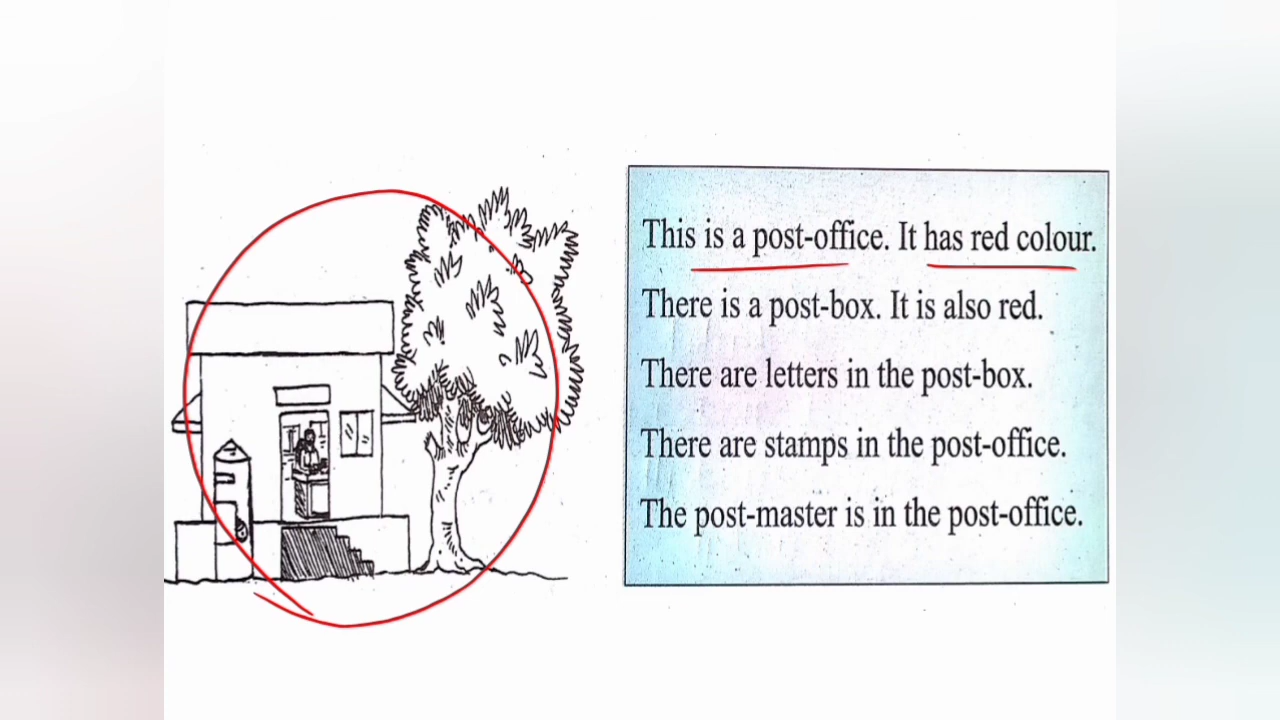 This is a post-office. It has red colour.
There is a post-box. It is also red.
There are letters in the post-box.
There are stamps in the post-office.
The post-master is in the post-office.